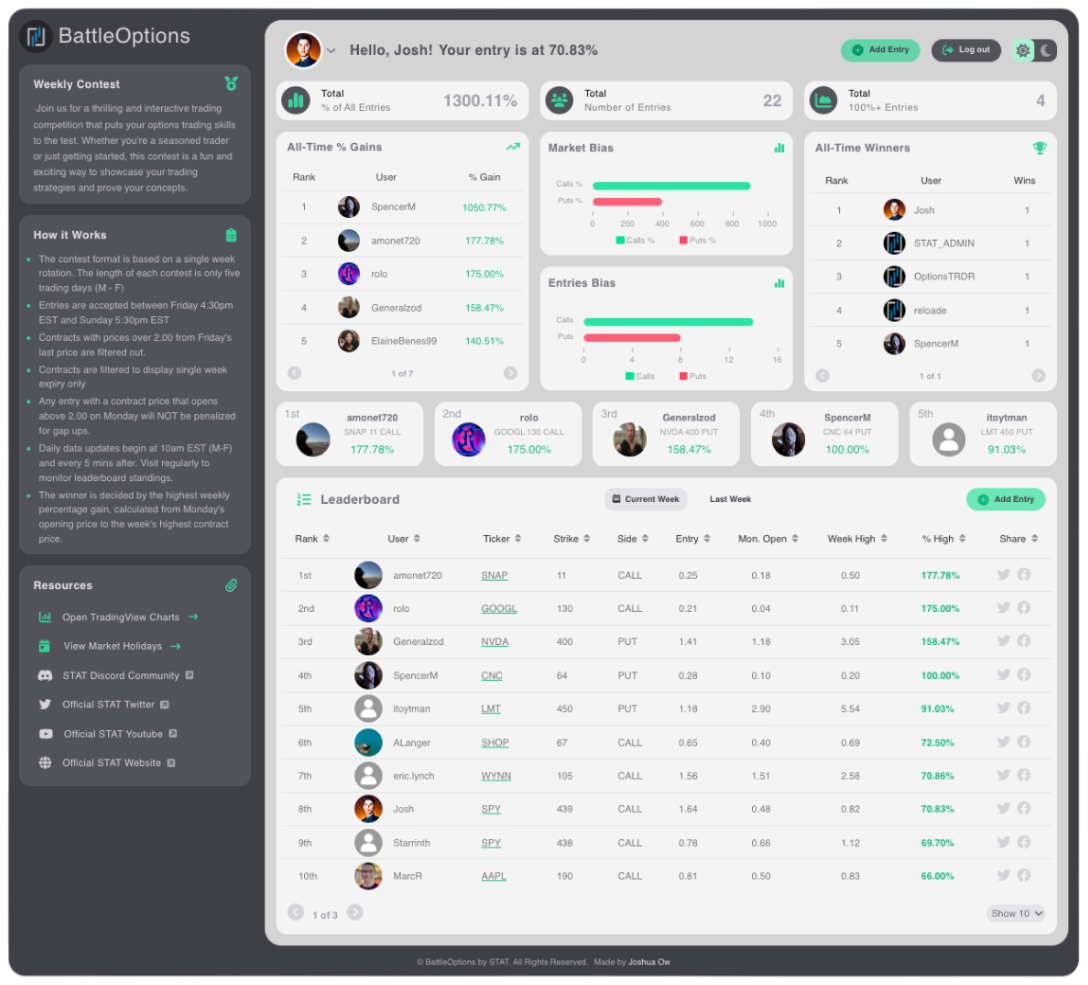 BattleOptions
Weekly Contest
Join us for a thrilling and interactive trading
competition that puts your options trading skills
to the test. Whether you're a seasoned trader
or just getting started, this contest is a fun and
exciting way to showcase your trading
strategies and prove your concepts.
How it Works
The contest format is based on a single week
rotation. The length of each contest is only five
trading days (M - F)
Entries are accepted between Friday 4:30pm
EST and Sunday 5:30pm EST
Contracts with prices over 2.00 from Friday's
last price are filtered out.
Contracts are filtered to display single week
expiry only
Any entry with a contract price that opens
above 2.00 on Monday will NOT be penalized
for gap ups.
Daily data updates begin at 10am EST (M-F)
and every 5 mins after. Visit regularly to
monitor leaderboard standings.
The winner is decided by the highest weekly
percentage gain, calculated from Monday's
opening price to the week's highest contract
price.
Resources
Open TradingView Charts
View Market Holidays
STAT Discord Community
Official STAT Twitter
Official STAT Youtube
Official STAT Website
Hello, Josh! Your entry is at 70.83%
Add Entry
Log out
Total
% of All Entries
1300.11%
Total
Number of Entries
22
Total
100%+ Entries
4
All-Time % Gains
Rank User % Gain
1 SpencerM 1050.77%
2 amonet720 177.78%
3 rolo 175.00%
4 Generalzod 158.47%
5 ElaineBenes99 140.51%
1 of 7
Market Bias
Calls %
Puts %
0 200 400 600 800 1000
Calls % Puts %
Entries Bias
Calls
Puts
0 4 8 12 16
Calls Puts
All-Time Winners
Rank User Wins
1 Josh 1
2 STAT_ADMIN 1
3 OptionsTRDR 1
4 reloade 1
5 SpencerM 1
1 of 1
1st
amonet720
SNAP 11 CALL
177.78%
2nd
rolo
GOOGL 130 CALL
175.00%
3rd
Generalzod
NVDA 400 PUT
158.47%
4th
SpencerM
CNC 64 PUT
100.00%
5th
itoytman
LMT 450 PUT
91.03%
Leaderboard
Current Week
Last Week
Add Entry
Rank User Ticker Strike Side Entry Mon. Open Week High % High Share
1st amonet720 SNAP 11 CALL 0.25 0.18 0.50 177.78%
2nd rolo GOOGL 130 CALL 0.21 0.04 0.11 175.00%
3rd Generalzod NVDA 400 PUT 1.41 1.18 3.05 158.47%
4th SpencerM CNC 64 PUT 0.28 0.10 0.20 100.00%
5th itoytman LMT 450 PUT 1.18 2.90 5.54 91.03%
6th ALanger SHOP 67 CALL 0.65 0.40 0.69 72.50%
7th eric.lynch WYNN 105 CALL 1.56 1.51 2.58 70.86%
8th Josh SPY 439 CALL 1.64 0.48 0.82 70.83%
9th Starrinth SPY 438 CALL 0.78 0.66 1.12 69.70%
10th MarcR AAPL 190 CALL 0.81 0.50 0.83 66.00%
1 of 3
Show 10
© BattleOptions by STAT. All Rights Reserved. Made by Joshua Ow